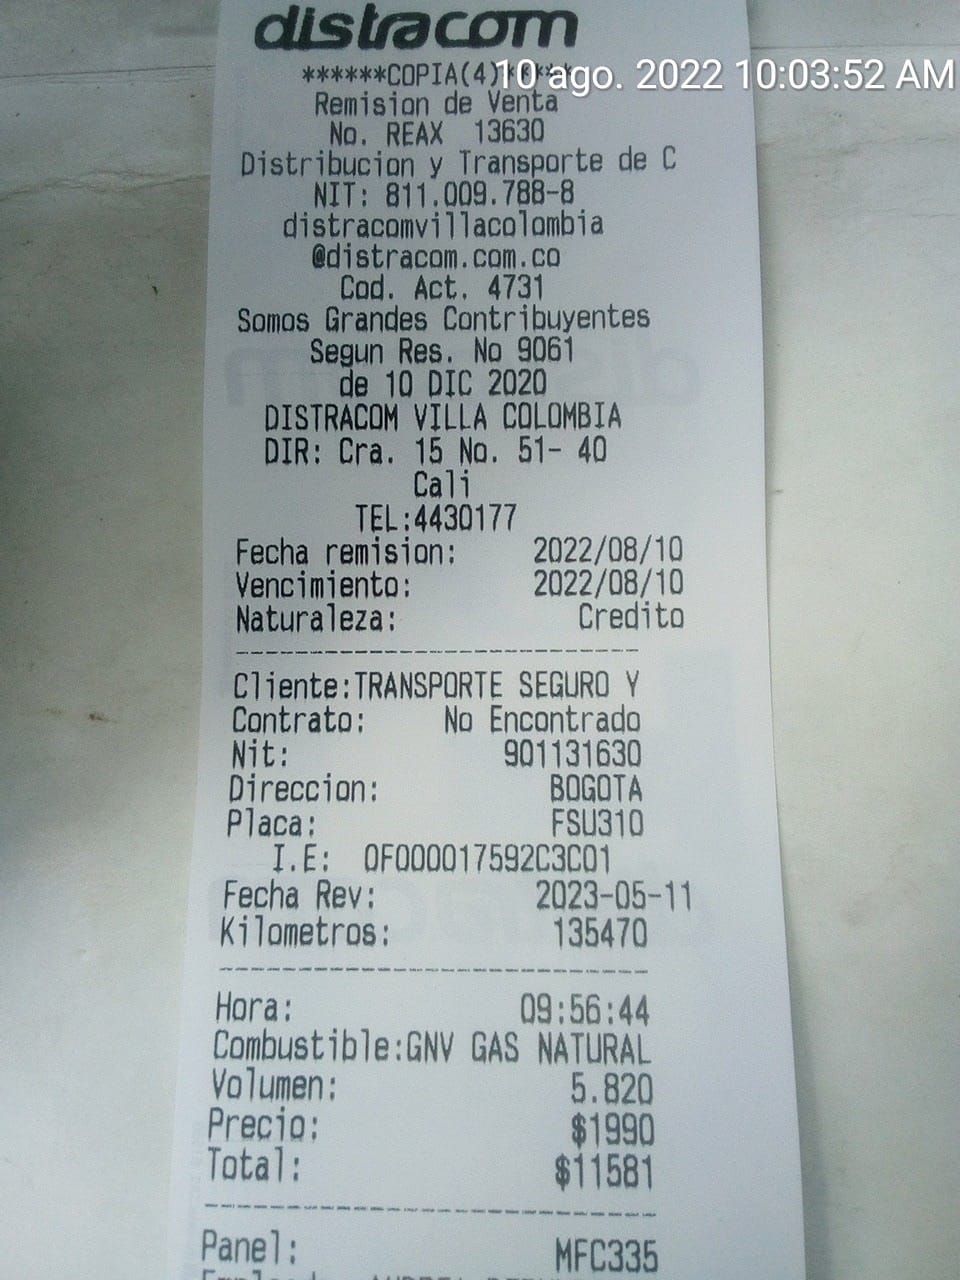 distracom
******COPIA(4)******
10 ago. 2022 10:03:52 AM
Remision de Venta
No. REAX 13630
Distribucion y Transporte de C
NIT: 811.009.788-8
distracomvillacolombia
@distracom.com.co
Cod. Act. 4731
Somos Grandes Contribuyentes
Segun Res. No 9061
de 10 DIC 2020
DISTRACOM VILLA COLOMBIA
DIR: Cra. 15 No. 51- 40
Cali
TEL:4430177
Fecha remision: 2022/08/10
Vencimiento: 2022/08/10
Naturaleza: Credito
Cliente:TRANSPORTE SEGURO Y
Contrato: No Encontrado
Nit: 901131630
Direccion: BOGOTA
Placa: FSU310
I.E: 0F000017592C3C01
Fecha Rev: 2023-05-11
Kilometros: 135470
Hora: 09:56:44
Combustible:GNV GAS NATURAL
Volumen: 5.820
Precio: $1990
Total: $11581
Panel: MFC335